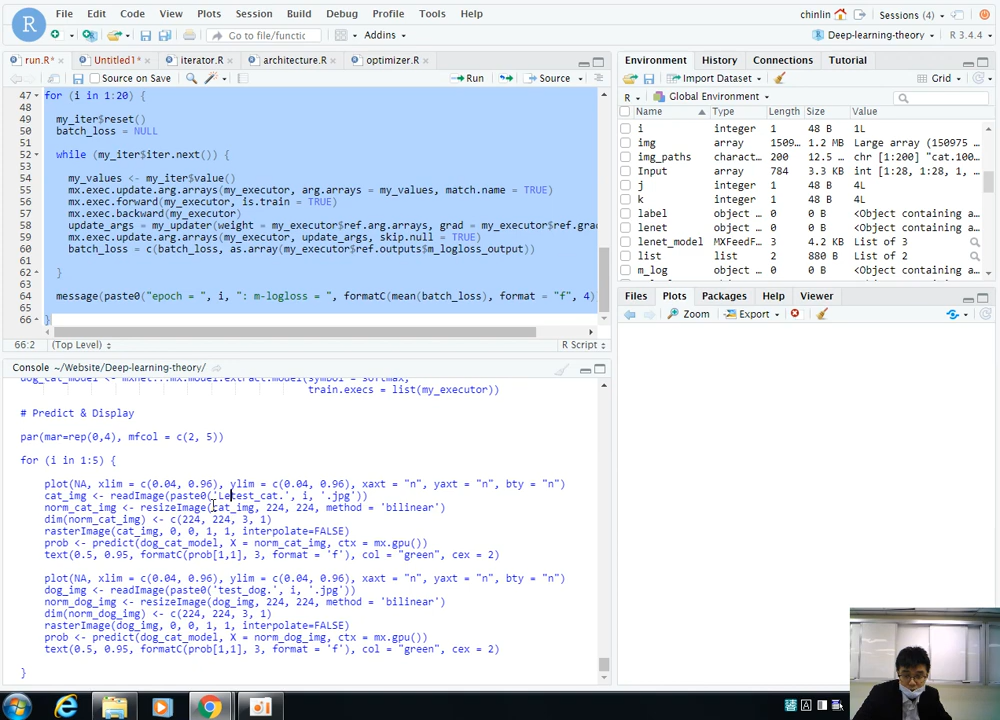 File Edit Code View Plots Session Build Debug Profile Tools Help
Go to file/functic
Addins
chinlin
Sessions (4)
Deep-learning-theory
R 3.4.4
run.R* Untitled1* iterator.R architecture.R optimizer.R
Source on Save
Run
Source
47 for (i in 1:20) {
48
49 my_iter$reset()
50 batch_loss = NULL
51
52 while (my_iter$iter.next()) {
53
54 my_values <- my_iter$value()
55 mx.exec.update.arg.arrays(my_executor, arg.arrays = my_values, match.name = TRUE)
56 mx.exec.forward(my_executor, is.train = TRUE)
57 mx.exec.backward(my_executor)
58 update_args = my_updater(weight = my_executor$ref.arg.arrays, grad = my_executor$ref.grad
59 mx.exec.update.arg.arrays(my_executor, update_args, skip.null = TRUE)
60 batch_loss = c(batch_loss, as.array(my_executor$ref.outputs$m_logloss_output))
61
62 }
63
64 message(paste0("epoch = ", i, ": m-logloss = ", formatC(mean(batch_loss), format = "f", 4)
65
66 }
66:2 (Top Level) R Script
Console ~/Website/Deep-learning-theory/
dog_cat_model <- mxnet:::mx.model.extract.model(symbol = softmax,
train.execs = list(my_executor))
# Predict & Display
par(mar=rep(0,4), mfcol = c(2, 5))
for (i in 1:5) {
plot(NA, xlim = c(0.04, 0.96), ylim = c(0.04, 0.96), xaxt = "n", yaxt = "n", bty = "n")
cat_img <- readImage(paste0('Letest_cat.', i, '.jpg'))
norm_cat_img <- resizeImage(cat_img, 224, 224, method = 'bilinear')
dim(norm_cat_img) <- c(224, 224, 3, 1)
rasterImage(cat_img, 0, 0, 1, 1, interpolate=FALSE)
prob <- predict(dog_cat_model, X = norm_cat_img, ctx = mx.gpu())
text(0.5, 0.95, formatC(prob[1,1], 3, format = 'f'), col = "green", cex = 2)
plot(NA, xlim = c(0.04, 0.96), ylim = c(0.04, 0.96), xaxt = "n", yaxt = "n", bty = "n")
dog_img <- readImage(paste0('test_dog.', i, '.jpg'))
norm_dog_img <- resizeImage(dog_img, 224, 224, method = 'bilinear')
dim(norm_dog_img) <- c(224, 224, 3, 1)
rasterImage(dog_img, 0, 0, 1, 1, interpolate=FALSE)
prob <- predict(dog_cat_model, X = norm_dog_img, ctx = mx.gpu())
text(0.5, 0.95, formatC(prob[1,1], 3, format = 'f'), col = "green", cex = 2)
}
Environment History Connections Tutorial
Import Dataset Grid
R Global Environment
Name Type Length Size Value
i integer 1 48 B 1L
img array 1509… 1.2 MB Large array (150975 …
img_paths charact… 200 12.5 … chr [1:200] "cat.100…
Input array 784 3.3 KB int [1:28, 1:28, 1, …
j integer 1 48 B 4L
k integer 1 48 B 4L
label object … 0 0 B <Object containing a…
lenet object … 0 0 B <Object containing a…
lenet_model MXFeedF… 3 4.2 KB List of 3
list list 2 880 B List of 2
m_log object … 0 0 B <Object containing a…
Files Plots Packages Help Viewer
Zoom Export